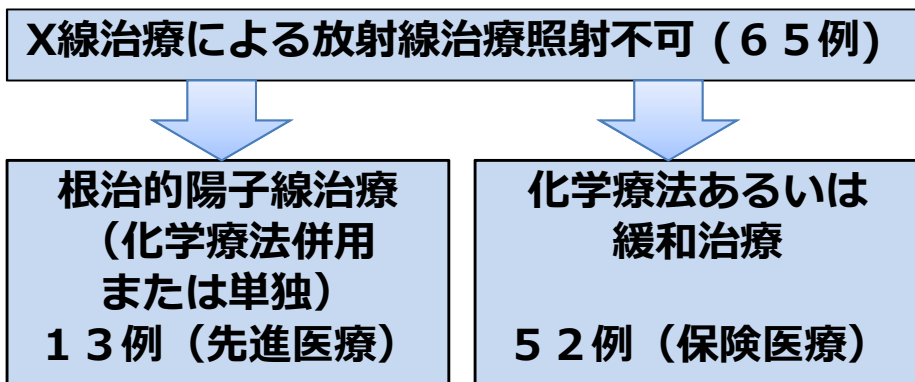 X線治療による放射線治療照射不可 (６５例)
根治的陽子線治療
（化学療法併用
または単独）
１３例（先進医療）
化学療法あるいは
緩和治療
５２例（保険医療）